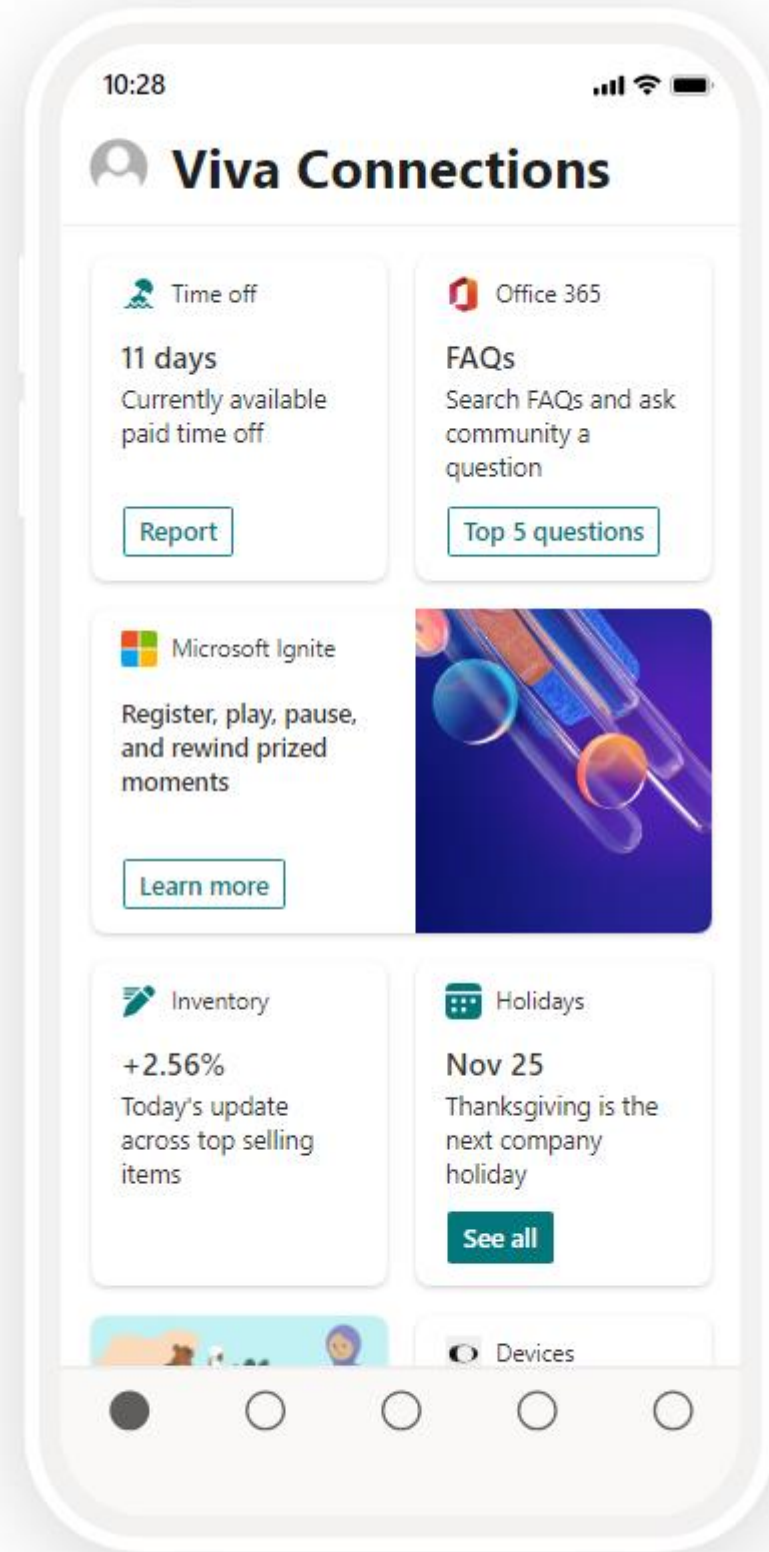 10:28
Viva Connections
Time off
11 days
Currently available
paid time off
Report
Office 365
FAQs
Search FAQs and ask
community a
question
Top 5 questions
Microsoft Ignite
Register, play, pause,
and rewind prized
moments
Learn more
Inventory
+2.56%
Today's update
across top selling
items
Holidays
Nov 25
Thanksgiving is the
next company
holiday
See all
Devices